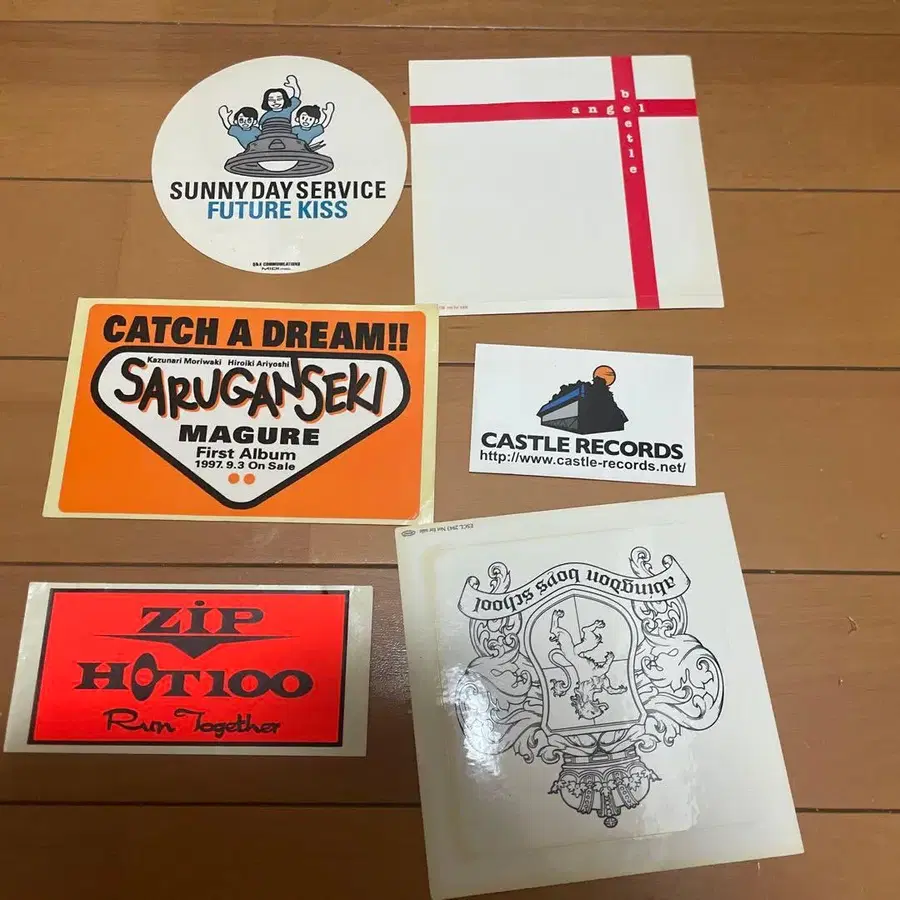 SUNNY DAY SERVICE
FUTURE KISS
angel
beetle
CATCH A DREAM!!
Kazunari Moriwaki Hiroiki Ariyoshi
SARUGANSEKI
MAGURE
First Album
1997. 9.3 On Sale
CASTLE RECORDS
http://www.castle-records.net/
ZiP
HOT100
Run Together
abingdon boys school